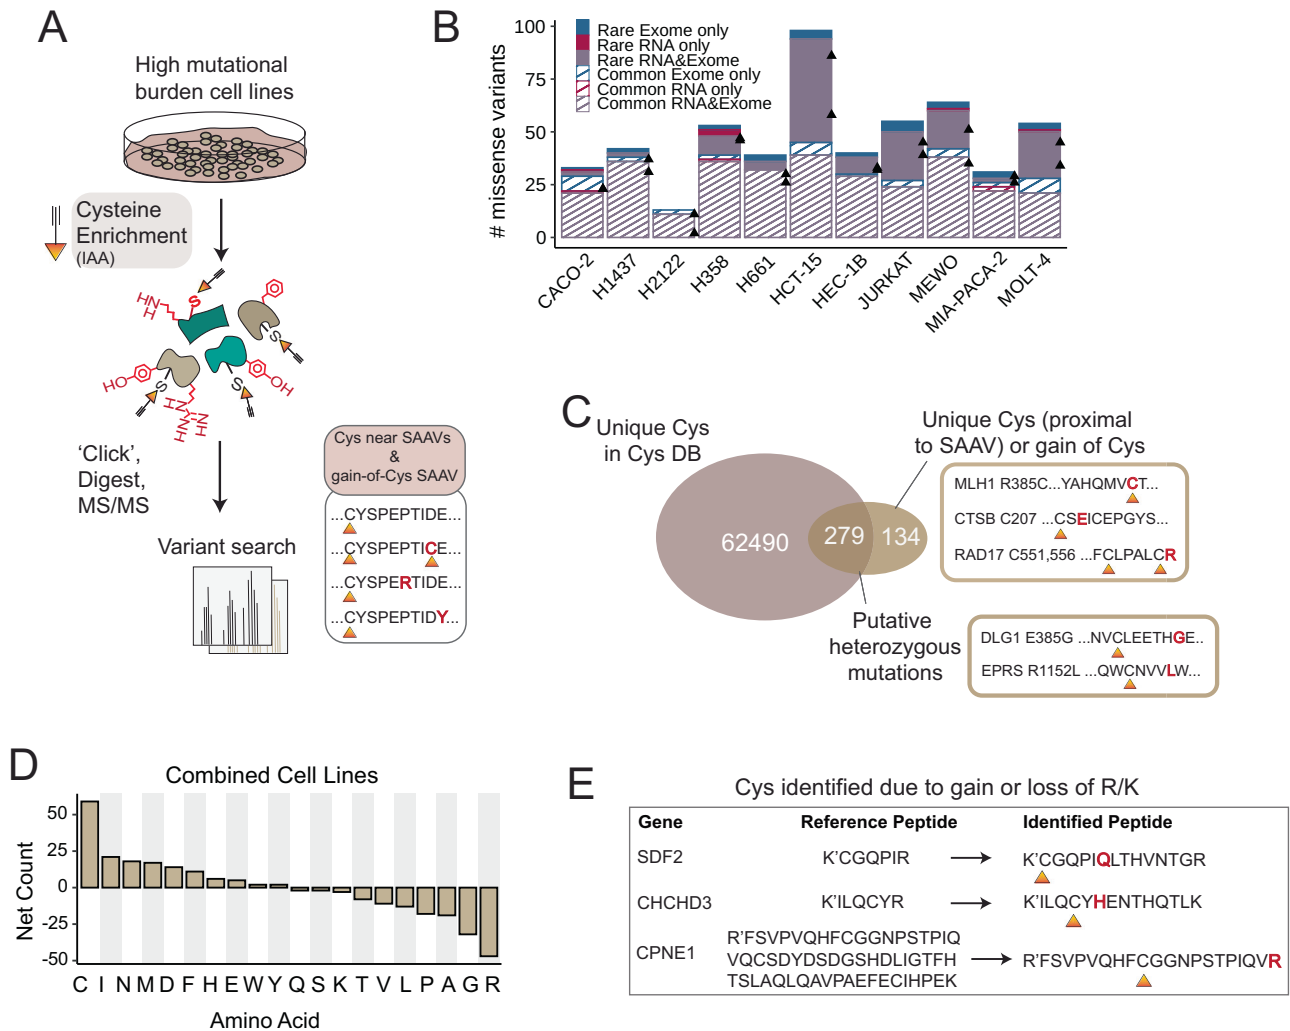 A
High mutational
burden cell lines
Cysteine
Enrichment
(IAA)
HN
H
S
S
S
S
HO
OH
HN
HN
NH
NH
'Click',
Digest,
MS/MS
Variant search
Cys near SAAVs
&
gain-of-Cys SAAV
...CYSPEPTIDE...
...CYSPEPTICE...
...CYSPERTIDE...
...CYSPEPTIDY...
B
# missense variants
100
75
50
25
0
Rare Exome only
Rare RNA only
Rare RNA&Exome
Common Exome only
Common RNA only
Common RNA&Exome
CACO-2
H1437
H2122
H358
H661
HCT-15
HEC-1B
JURKAT
MEWO
MIA-PACA-2
MOLT-4
C
Unique Cys
in Cys DB
Unique Cys (proximal
to SAAV) or gain of Cys
62490
279
134
MLH1 R385C...YAHQMVCT...
CTSB C207 ...CSEICEPGYS...
RAD17 C551,556 ...FCLPALCR
Putative
heterozygous
mutations
DLG1 E385G ...NVCLEETHGE..
EPRS R1152L ...QWCNVVLW...
D
Combined Cell Lines
Net Count
50
25
0
-25
-50
C I N M D F H E W Y Q S K T V L P A G R
Amino Acid
E
Cys identified due to gain or loss of R/K
Gene Reference Peptide Identified Peptide
SDF2 K'CGQPIR K'CGQPIQLTHVNTGR
CHCHD3 K'ILQCYR K'ILQCYHENTHQTLK
CPNE1 R'FSVPVQHFCGGNPSTPIQ
VQCSDYDSDGSHDLIGTFH R'FSVPVQHFCGGNPSTPIQVR
TSLAQLQAVPAEFECIHPEK